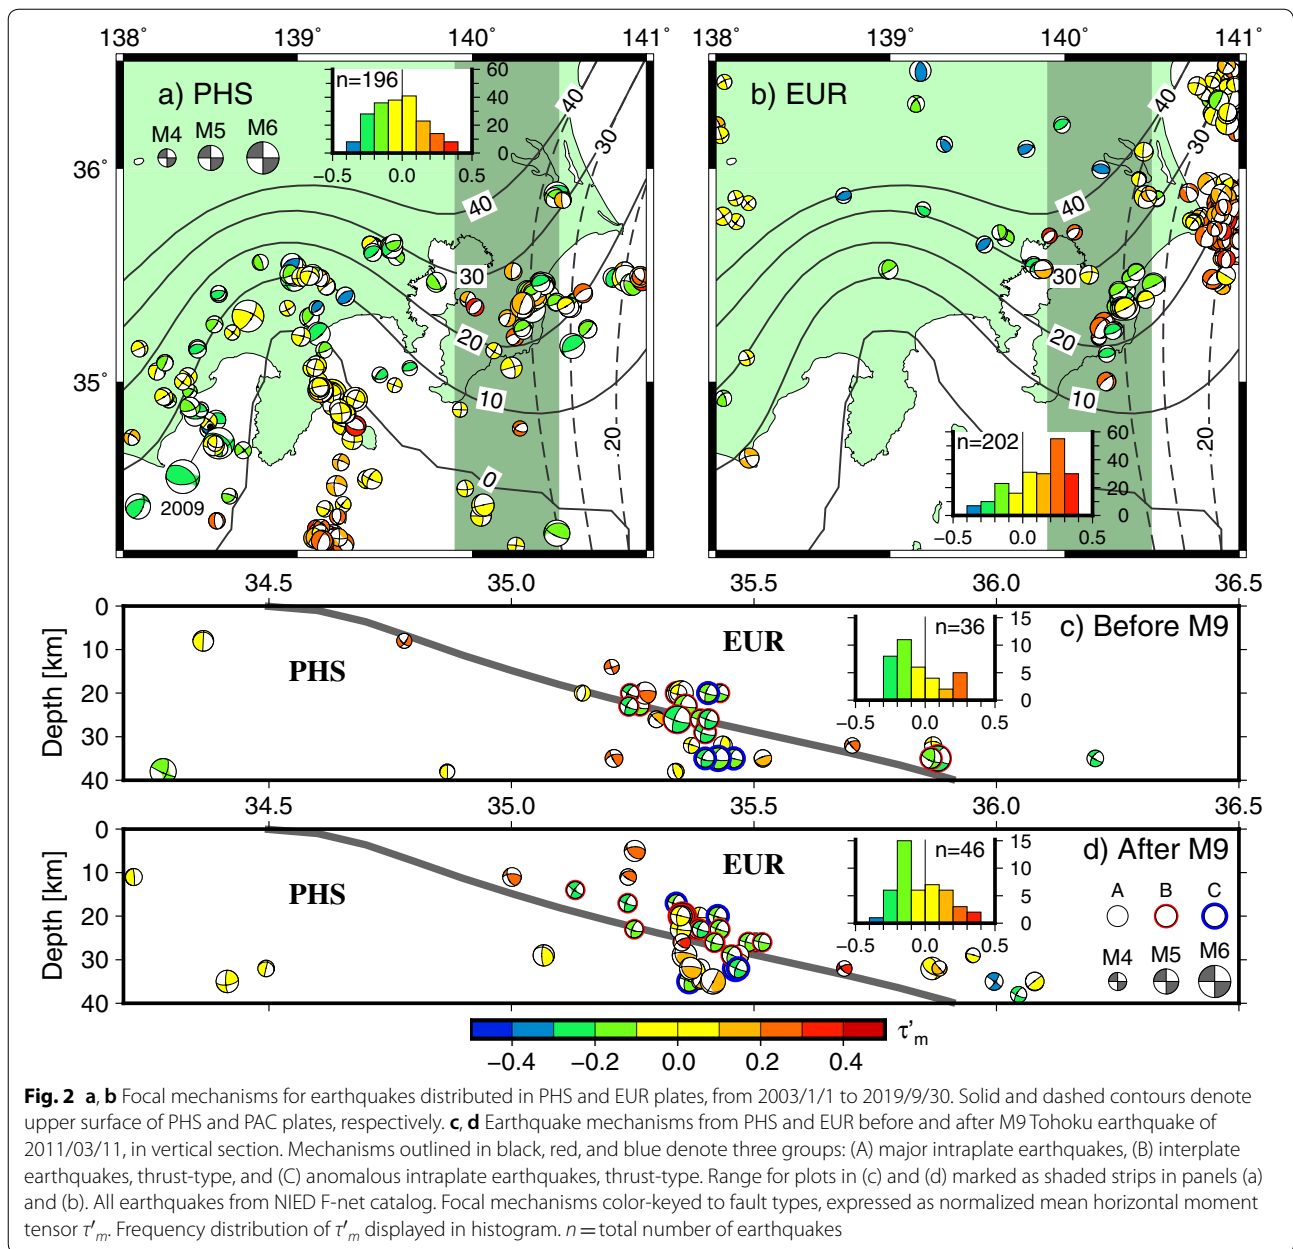 138° 139° 140° 141° 138° 139° 140° 141°
a) PHS
n=196
60
40
20
0
−0.5 0.0 0.5
M4 M5 M6
36°
35°
40
30
40
30
20
10
0
20
2009
b) EUR
36°
35°
40
30
40
30
20
10
20
n=202
60
40
20
0
−0.5 0.0 0.5
34.5 35.0 35.5 36.0 36.5
0
10
20
30
40
Depth [km]
PHS
EUR
n=36
15
10
5
0
−0.5 0.0 0.5
c) Before M9
34.5 35.0 35.5 36.0 36.5
0
10
20
30
40
Depth [km]
PHS
EUR
n=46
15
10
5
0
−0.5 0.0 0.5
d) After M9
A B C
M4 M5 M6
−0.4 −0.2 0.0 0.2 0.4
τ'm
Fig. 2 a, b Focal mechanisms for earthquakes distributed in PHS and EUR plates, from 2003/1/1 to 2019/9/30. Solid and dashed contours denote
upper surface of PHS and PAC plates, respectively. c, d Earthquake mechanisms from PHS and EUR before and after M9 Tohoku earthquake of
2011/03/11, in vertical section. Mechanisms outlined in black, red, and blue denote three groups: (A) major intraplate earthquakes, (B) interplate
earthquakes, thrust-type, and (C) anomalous intraplate earthquakes, thrust-type. Range for plots in (c) and (d) marked as shaded strips in panels (a)
and (b). All earthquakes from NIED F-net catalog. Focal mechanisms color-keyed to fault types, expressed as normalized mean horizontal moment
tensor τ'm. Frequency distribution of τ'm displayed in histogram. n = total number of earthquakes